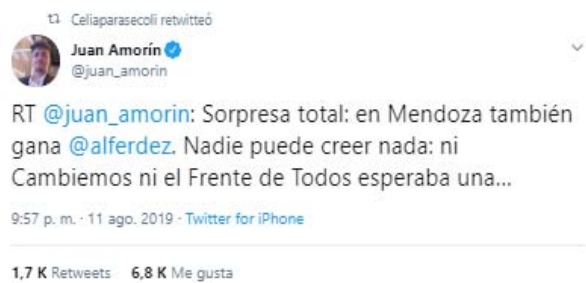 Celiaparasecoli retwitteó
Juan Amorín
@juan_amorin
RT @juan_amorin: Sorpresa total: en Mendoza también
gana @alferdez. Nadie puede creer nada: ni
Cambiemos ni el Frente de Todos esperaba una...
9:57 p. m. · 11 ago. 2019 · Twitter for iPhone
1,7 K Retweets 6,8 K Me gusta